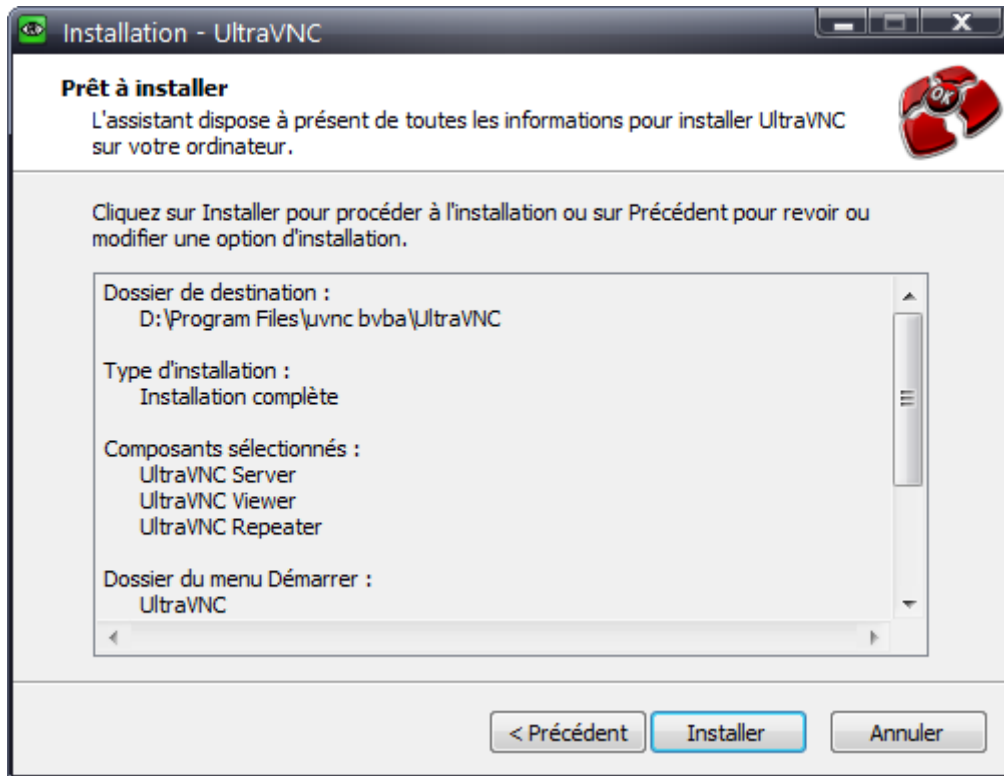 Installation - UltraVNC
Prêt à installer
L'assistant dispose à présent de toutes les informations pour installer UltraVNC
sur votre ordinateur.
OK
Cliquez sur Installer pour procéder à l'installation ou sur Précédent pour revoir ou
modifier une option d'installation.
Dossier de destination :
D:\Program Files\µvnc bvba\UltraVNC
Type d'installation :
Installation complète
Composants sélectionnés :
UltraVNC Server
UltraVNC Viewer
UltraVNC Repeater
Dossier du menu Démarrer :
UltraVNC
< Précédent
Installer
Annuler